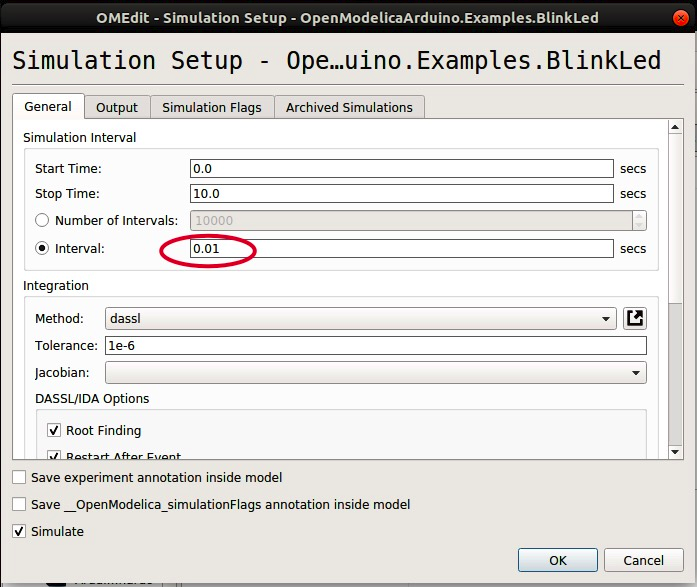 OMEdit - Simulation Setup - OpenModelicaArduino.Examples.BlinkLed
Simulation Setup - Ope…uino.Examples.BlinkLed
General Output Simulation Flags Archived Simulations
Simulation Interval
Start Time: 0.0 secs
Stop Time: 10.0 secs
Number of Intervals: 10000
Interval: 0.01 secs
Integration
Method: dassl
Tolerance: 1e-6
Jacobian:
DASSL/IDA Options
Root Finding
Restart After Event
Save experiment annotation inside model
Save __OpenModelica_simulationFlags annotation inside model
Simulate
OK Cancel